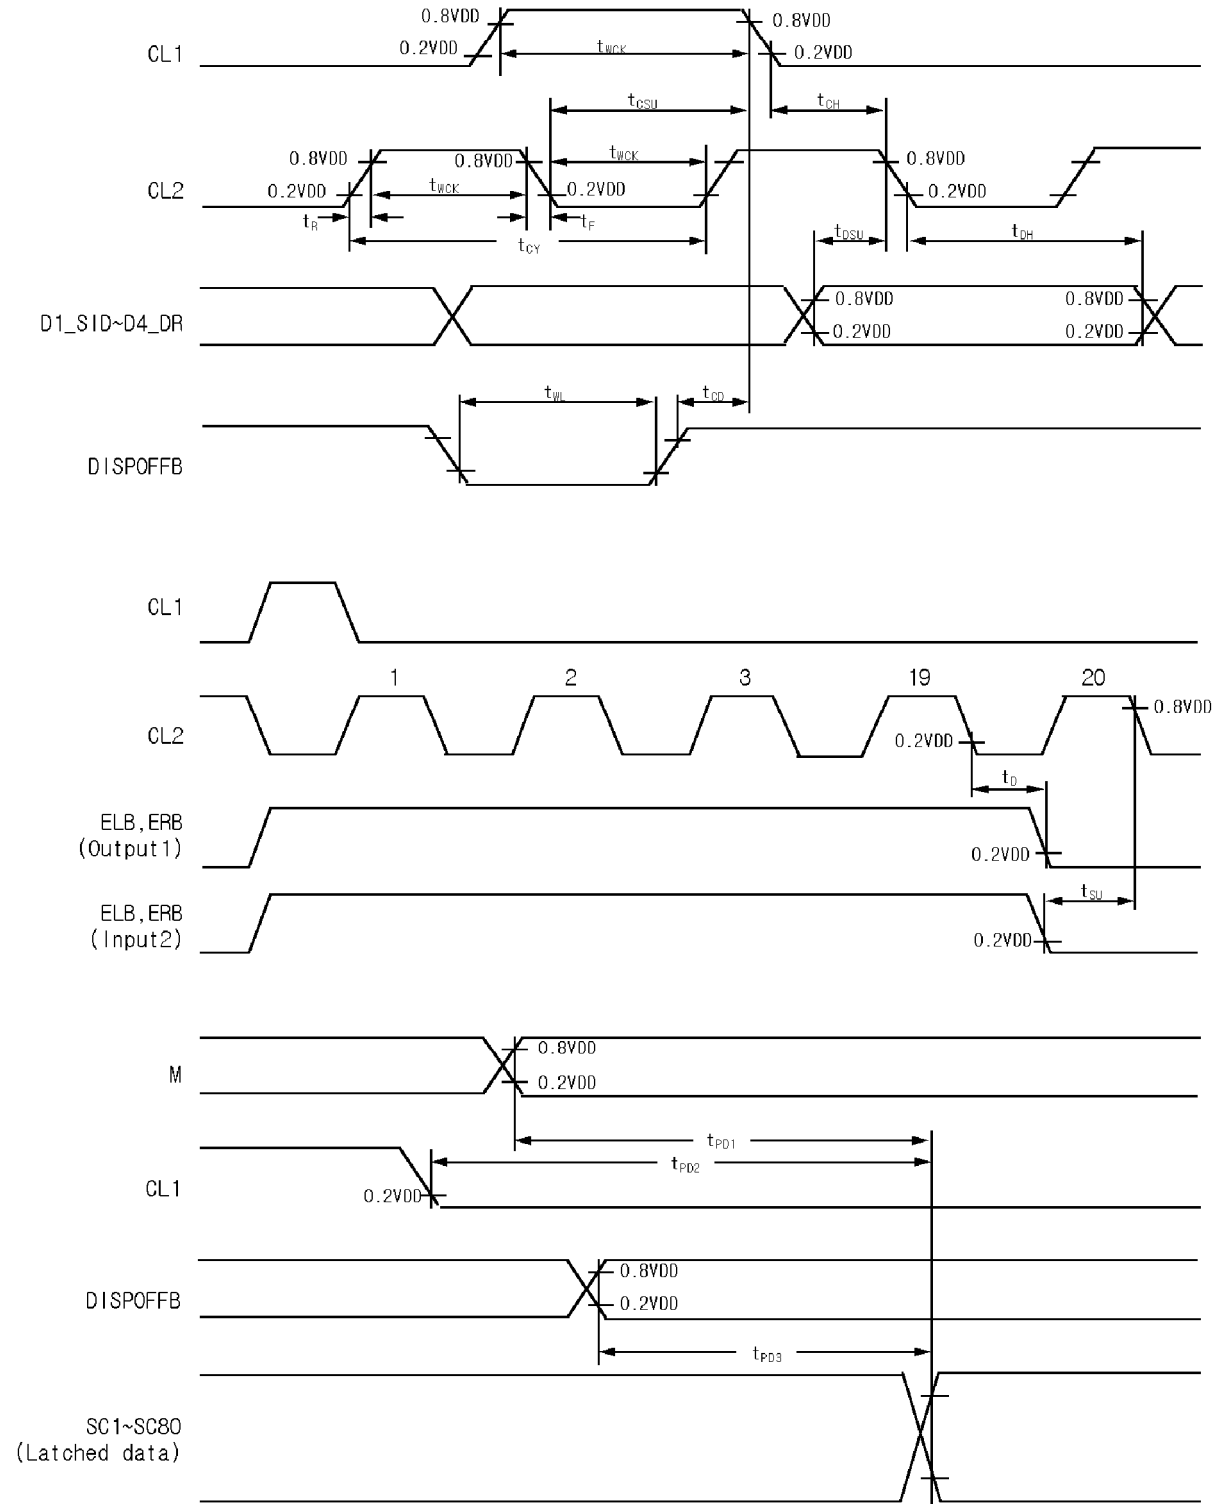 0.8VDD 0.8VDD
CL1 0.2VDD tWCK 0.2VDD
tCSU tCH
0.8VDD 0.8VDD tWCK 0.8VDD
CL2 0.2VDD tWCK 0.2VDD 0.2VDD
tR tF
tCY tDSU tDH
0.8VDD 0.8VDD
D1_SID~D4_DR 0.2VDD 0.2VDD
tWL tCD
DISPOFFB
CL1
1 2 3 19 20
0.8VDD
CL2 0.2VDD
tD
ELB,ERB
(Output1) 0.2VDD
tSU
ELB,ERB
(Input2) 0.2VDD
0.8VDD
M 0.2VDD
tPD1
tPD2
CL1 0.2VDD
0.8VDD
DISPOFFB 0.2VDD
tPD3
SC1~SC80
(Latched data)